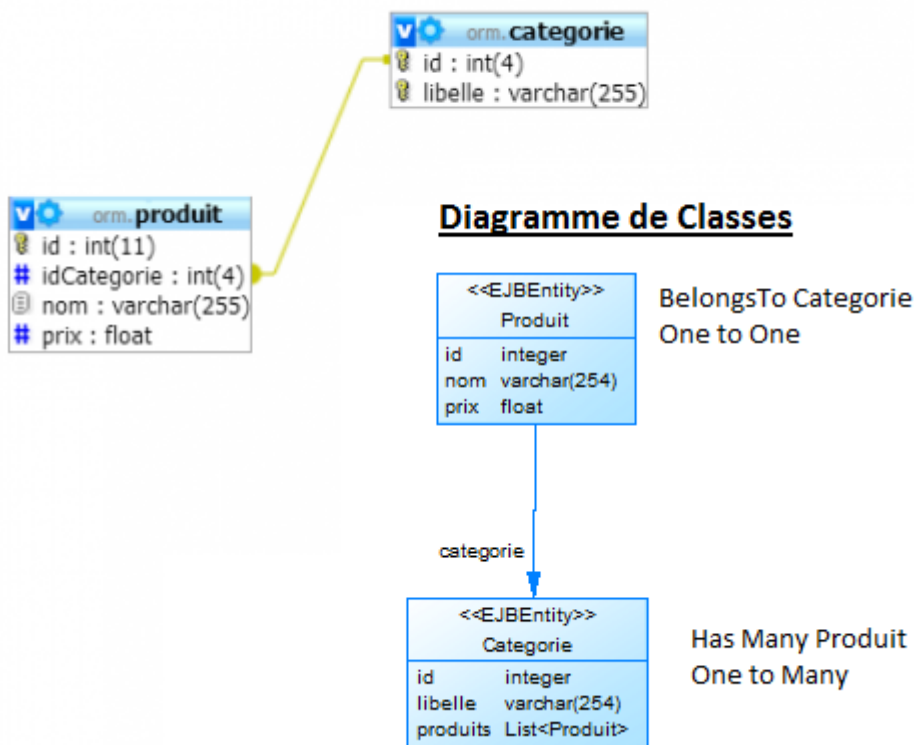 orm.categorie
id : int(4)
libelle : varchar(255)
orm.produit
id : int(11)
idCategorie : int(4)
nom : varchar(255)
prix : float
Diagramme de Classes
<<EJBEntity>>
Produit
id integer
nom varchar(254)
prix float
BelongsTo Categorie
One to One
categorie
<<EJBEntity>>
Categorie
id integer
libelle varchar(254)
produits List<Produit>
Has Many Produit
One to Many